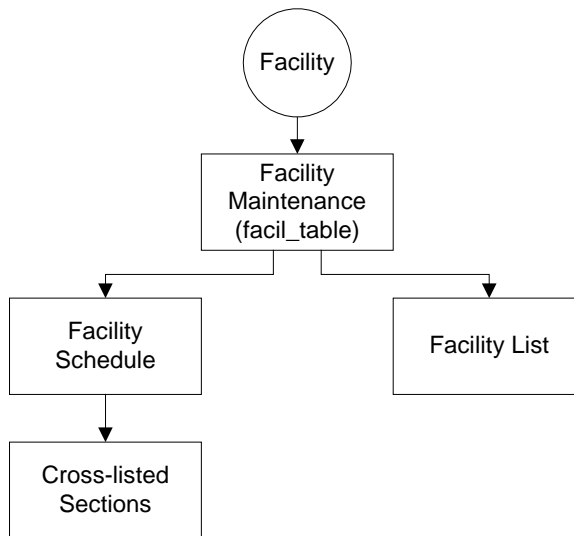 Facility
Facility
Maintenance
(facil_table)
Facility
Schedule
Facility List
Cross-listed
Sections